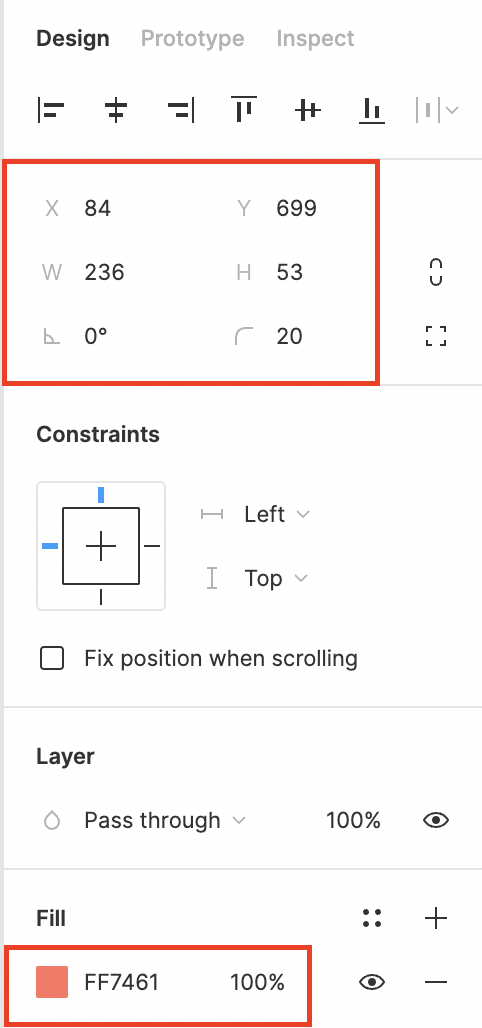 Design Prototype Inspect
X 84 Y 699
W 236 H 53
0° 20
Constraints
Left
Top
Fix position when scrolling
Layer
Pass through 100%
Fill
FF7461 100%